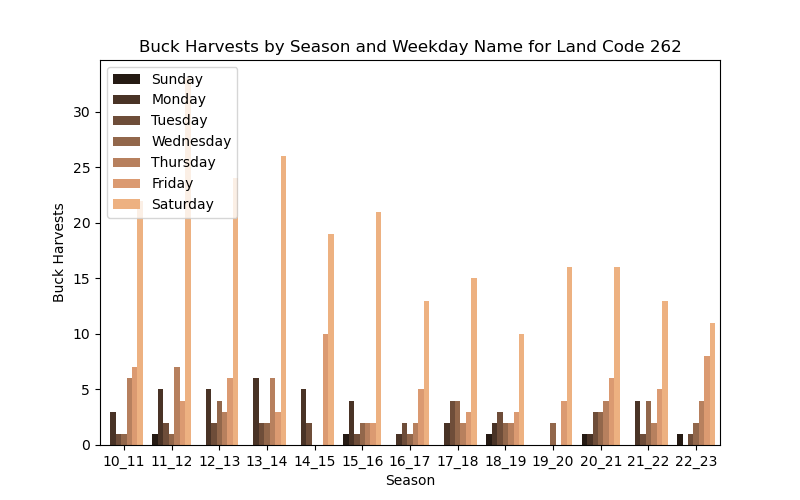 Buck Harvests by Season and Weekday Name for Land Code 262
Sunday
Monday
Tuesday
Wednesday
Thursday
Friday
Saturday
Buck Harvests
30
25
20
15
10
5
0
10_11 11_12 12_13 13_14 14_15 15_16 16_17 17_18 18_19 19_20 20_21 21_22 22_23
Season